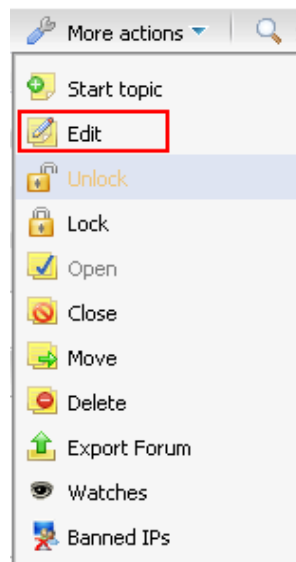 More actions
Start topic
Edit
Unlock
Lock
Open
Close
Move
Delete
Export Forum
Watches
Banned IPs